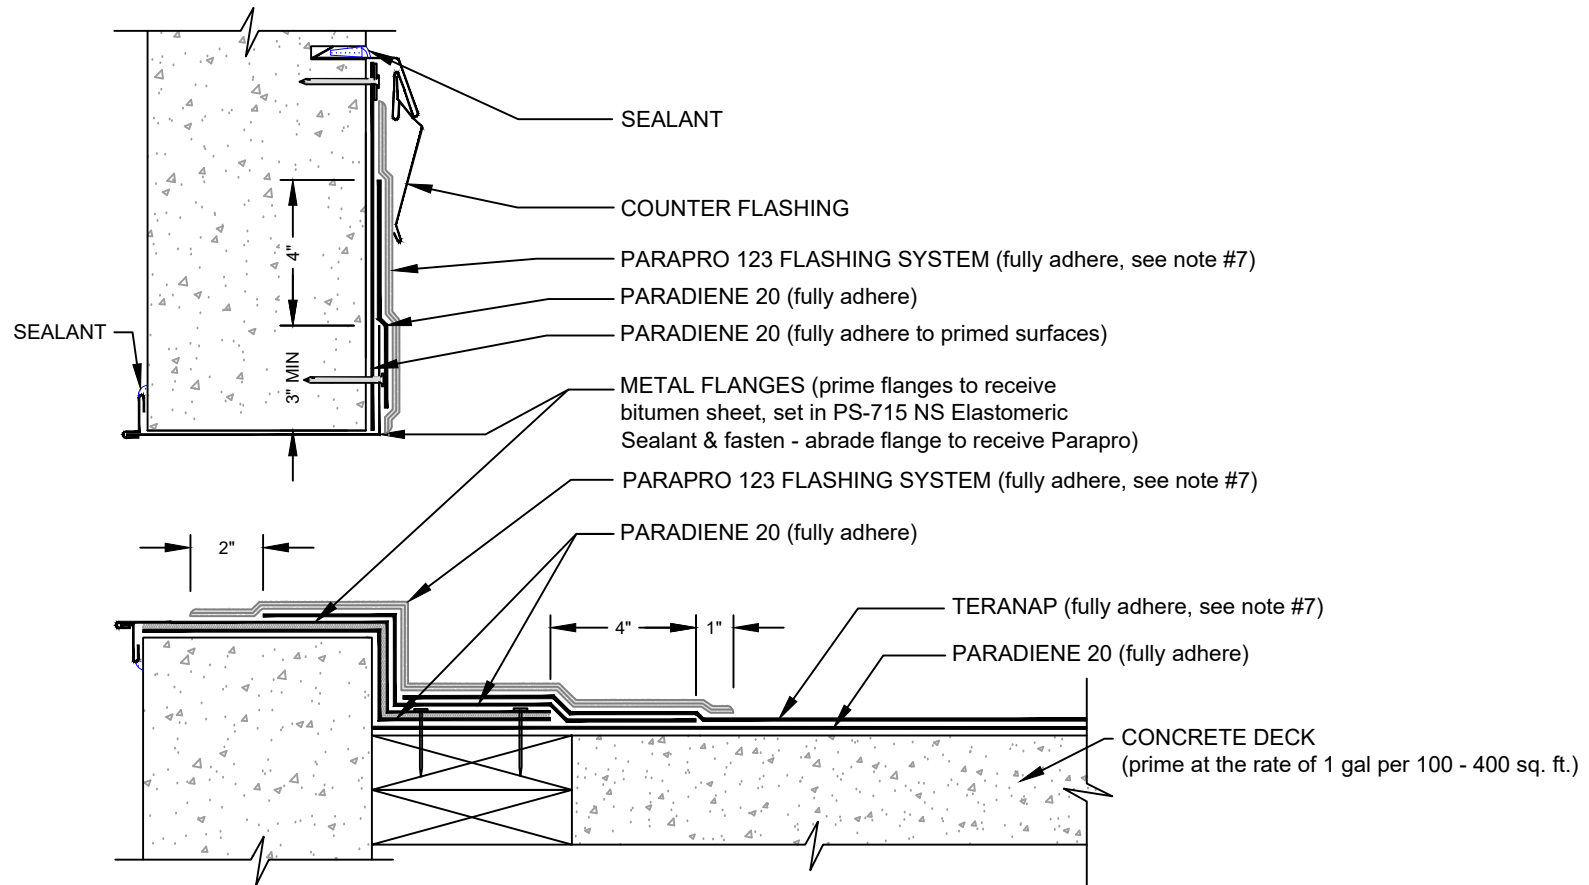 SEALANT
COUNTER FLASHING
4"
PARAPRO 123 FLASHING SYSTEM (fully adhere, see note #7)
PARADIENE 20 (fully adhere)
SEALANT
PARADIENE 20 (fully adhere to primed surfaces)
3" MIN
METAL FLANGES (prime flanges to receive
bitumen sheet, set in PS-715 NS Elastomeric
Sealant & fasten - abrade flange to receive Parapro)
PARAPRO 123 FLASHING SYSTEM (fully adhere, see note #7)
PARADIENE 20 (fully adhere)
2"
TERANAP (fully adhere, see note #7)
4"
1"
PARADIENE 20 (fully adhere)
CONCRETE DECK
(prime at the rate of 1 gal per 100 - 400 sq. ft.)